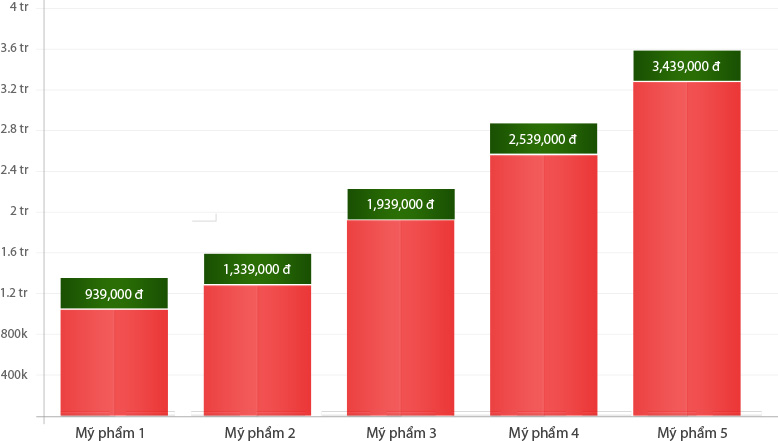 4 tr
3.6 tr
3.2 tr
2.8 tr
2.4 tr
2 tr
1.6 tr
1.2 tr
800k
400k
939,000 đ
1,339,000 đ
1,939,000 đ
2,539,000 đ
3,439,000 đ
Mý phẩm 1
Mỹ phẩm 2
Mỹ phẩm 3
Mỹ phẩm 4
Mỹ phẩm 5